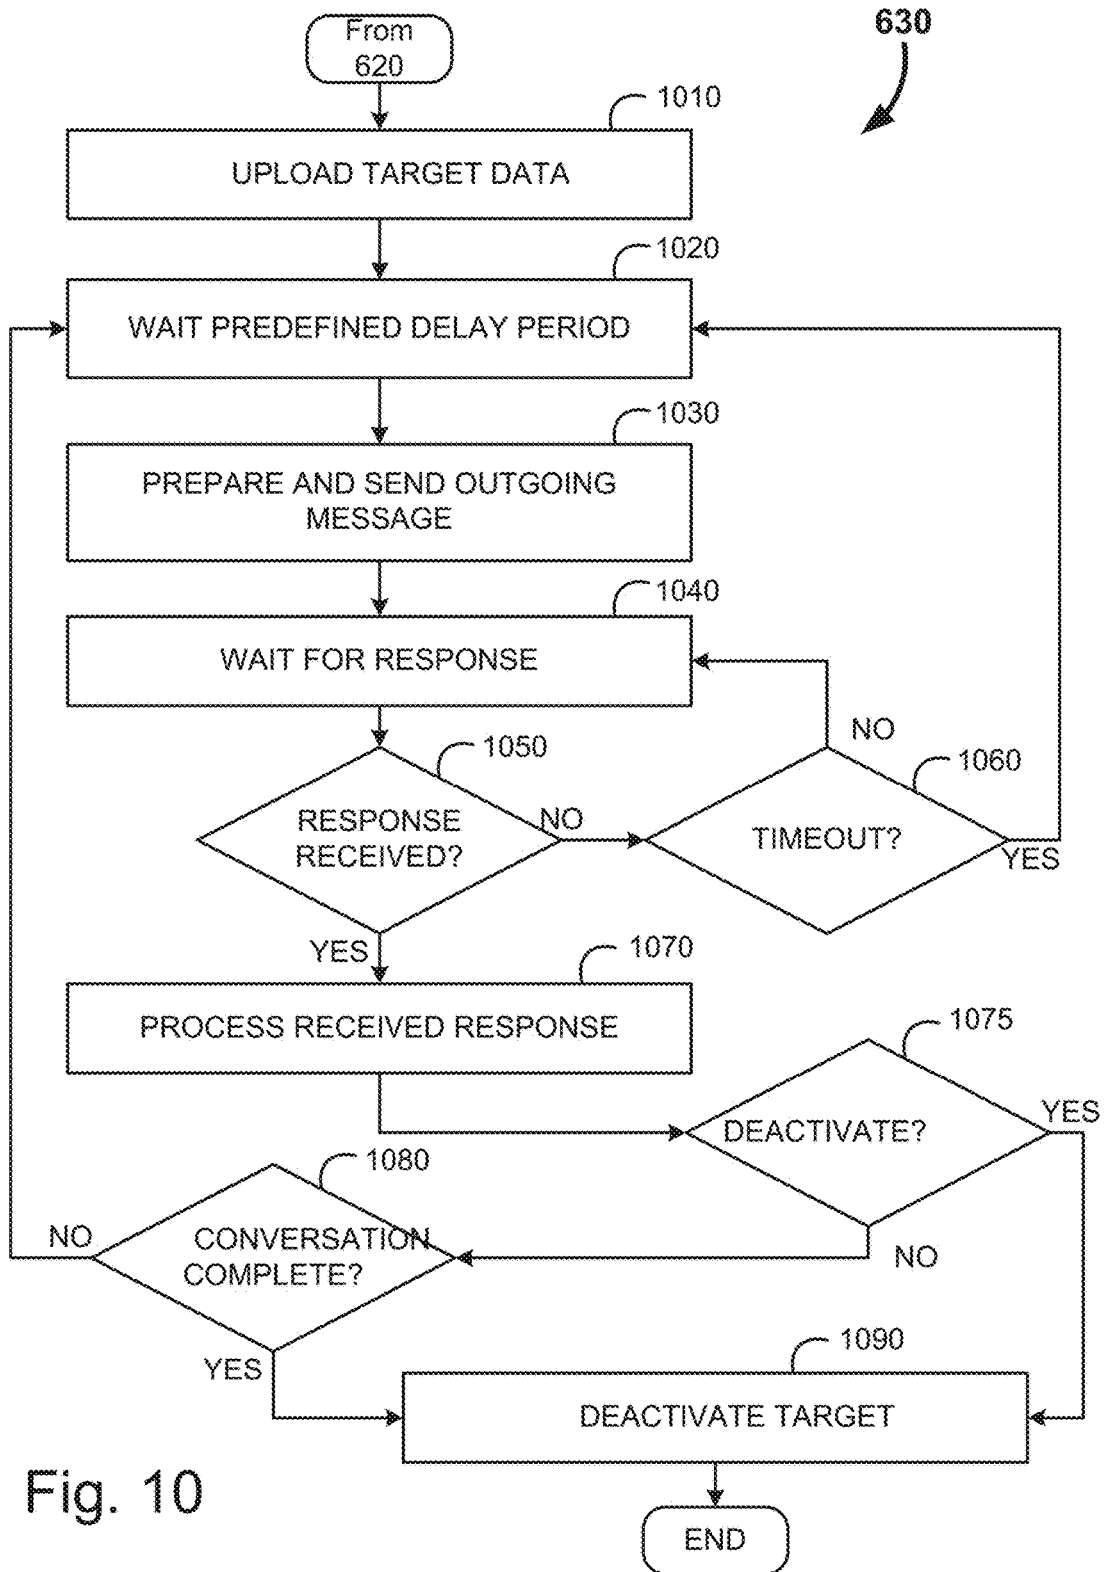 From
620
630
1010
UPLOAD TARGET DATA
1020
WAIT PREDEFINED DELAY PERIOD
1030
PREPARE AND SEND OUTGOING
MESSAGE
1040
WAIT FOR RESPONSE
NO
1050
1060
RESPONSE
RECEIVED?
NO
TIMEOUT?
YES
YES
1070
PROCESS RECEIVED RESPONSE
1075
DEACTIVATE?
YES
1080
NO
CONVERSATION
COMPLETE?
NO
YES
1090
DEACTIVATE TARGET
Fig. 10
END